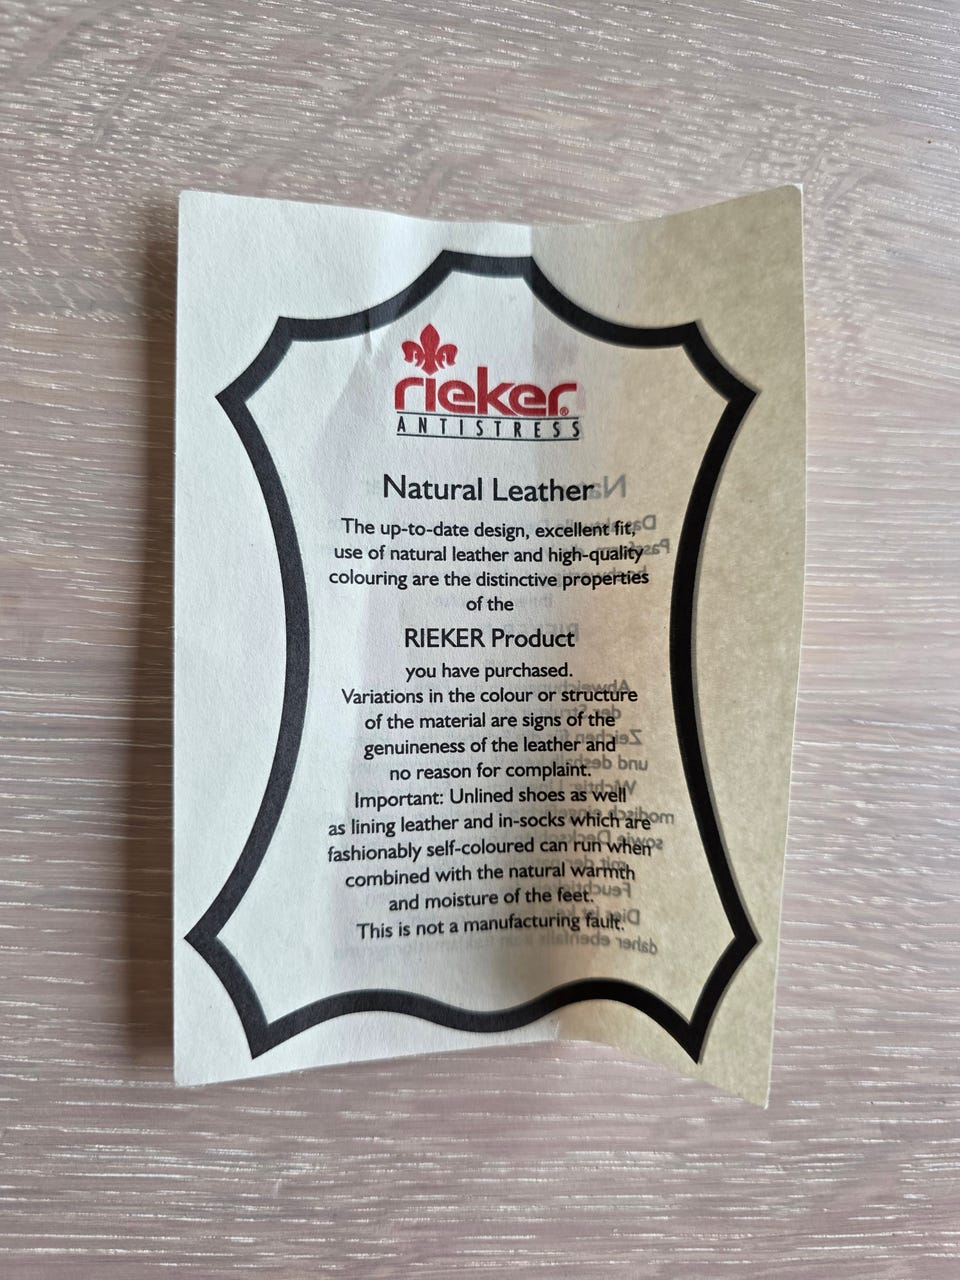 rieker®
ANTISTRESS
Natural Leather
The up-to-date design, excellent fit,
use of natural leather and high-quality
colouring are the distinctive properties
of the
RIEKER Product
you have purchased.
Variations in the colour or structure
of the material are signs of the
genuineness of the leather and
no reason for complaint.
Important: Unlined shoes as well
as lining leather and in-socks which are
fashionably self-coloured can run when
combined with the natural warmth
and moisture of the feet.
This is not a manufacturing fault.